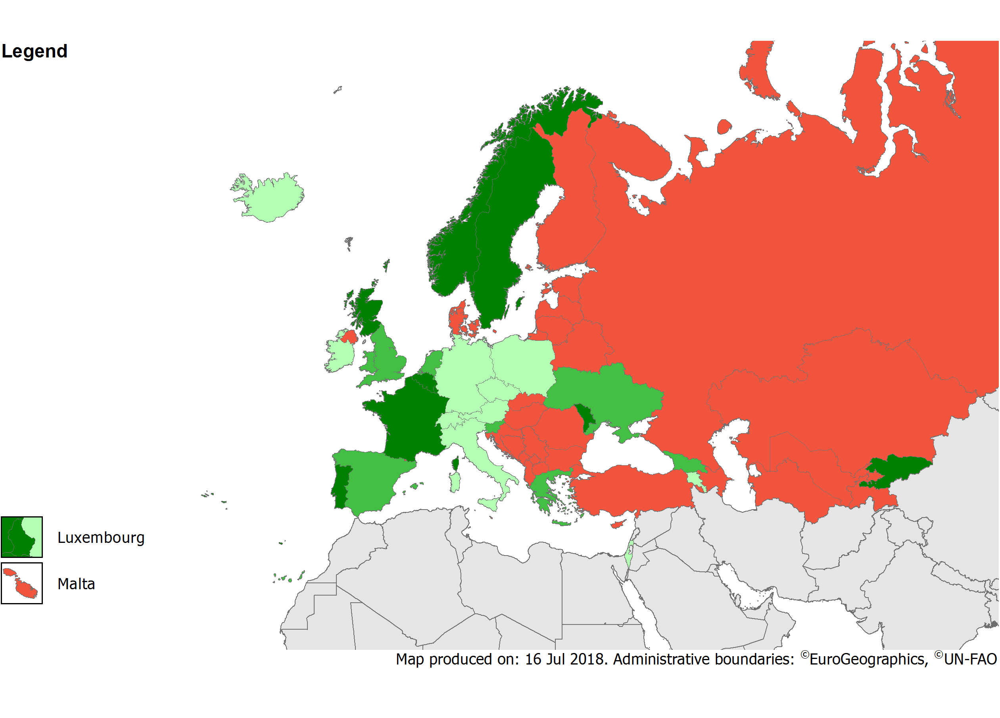 Legend
Luxembourg
Malta
Map produced on: 16 Jul 2018. Administrative boundaries: ©EuroGeographics, ©UN-FAO